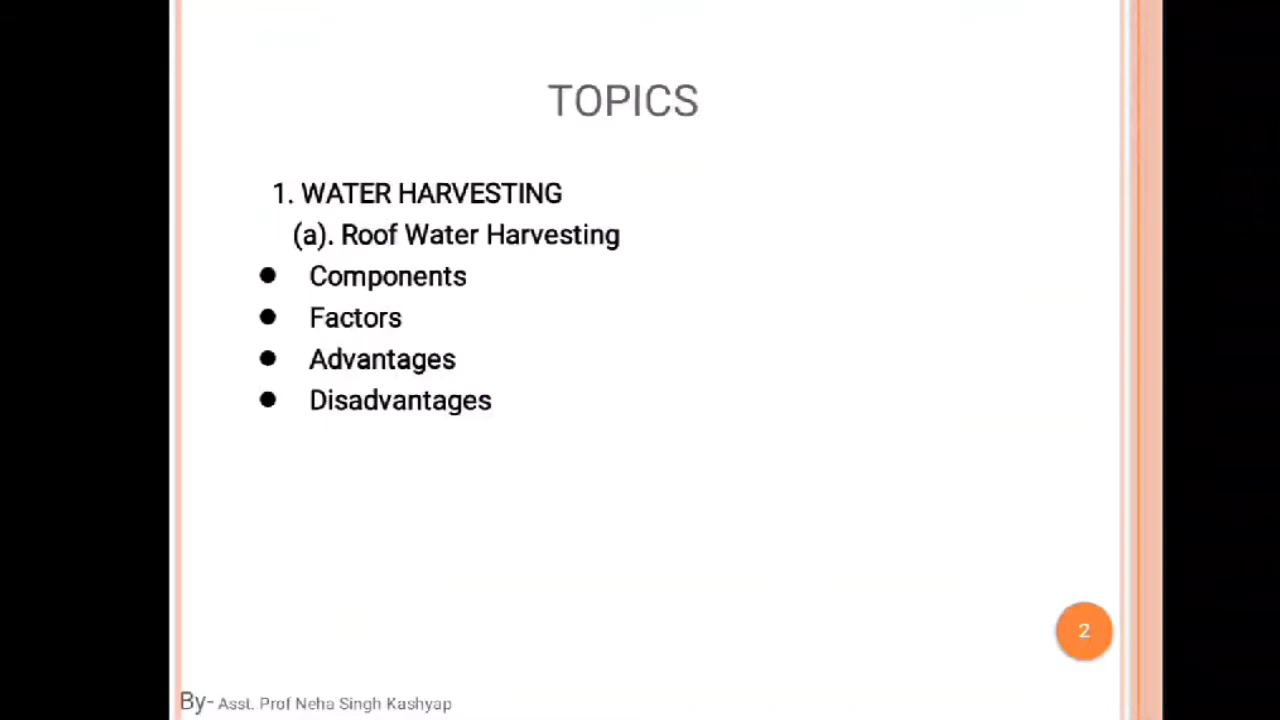 TOPICS
1. WATER HARVESTING
(a). Roof Water Harvesting
● Components
● Factors
● Advantages
● Disadvantages
2
By- Asst. Prof Neha Singh Kashyap